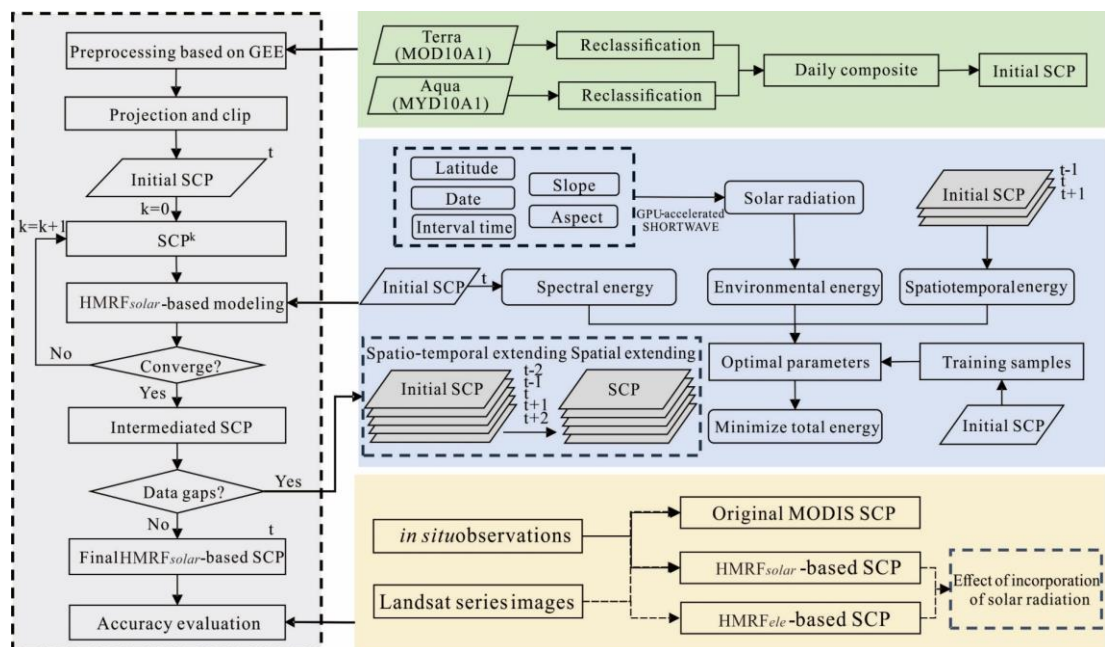 Preprocessing based on GEE
Projection and clip
t
Initial SCP
k=0
k=k+1
SCPᵏ
HMRFsolar-based modeling
No
Converge?
Yes
Intermediated SCP
Data gaps?
Yes
No
t
Final HMRFsolar-based SCP
Accuracy evaluation
Terra
(MOD10A1)
Reclassification
Aqua
(MYD10A1)
Reclassification
Daily composite
Initial SCP
Latitude
Date
Interval time
Slope
Aspect
GPU-accelerated
SHORTWAVE
Solar radiation
Initial SCP
t-1
t
t+1
Initial SCP
t
Spectral energy
Environmental energy
Spatiotemporal energy
Spatio-temporal extending
Spatial extending
Initial SCP
t-2
t-1
t
t+1
t+2
SCP
Optimal parameters
Training samples
Minimize total energy
Initial SCP
in situobservations
Landsat series images
Original MODIS SCP
HMRFsolar -based SCP
HMRFele-based SCP
Effect of incorporation
of solar radiation